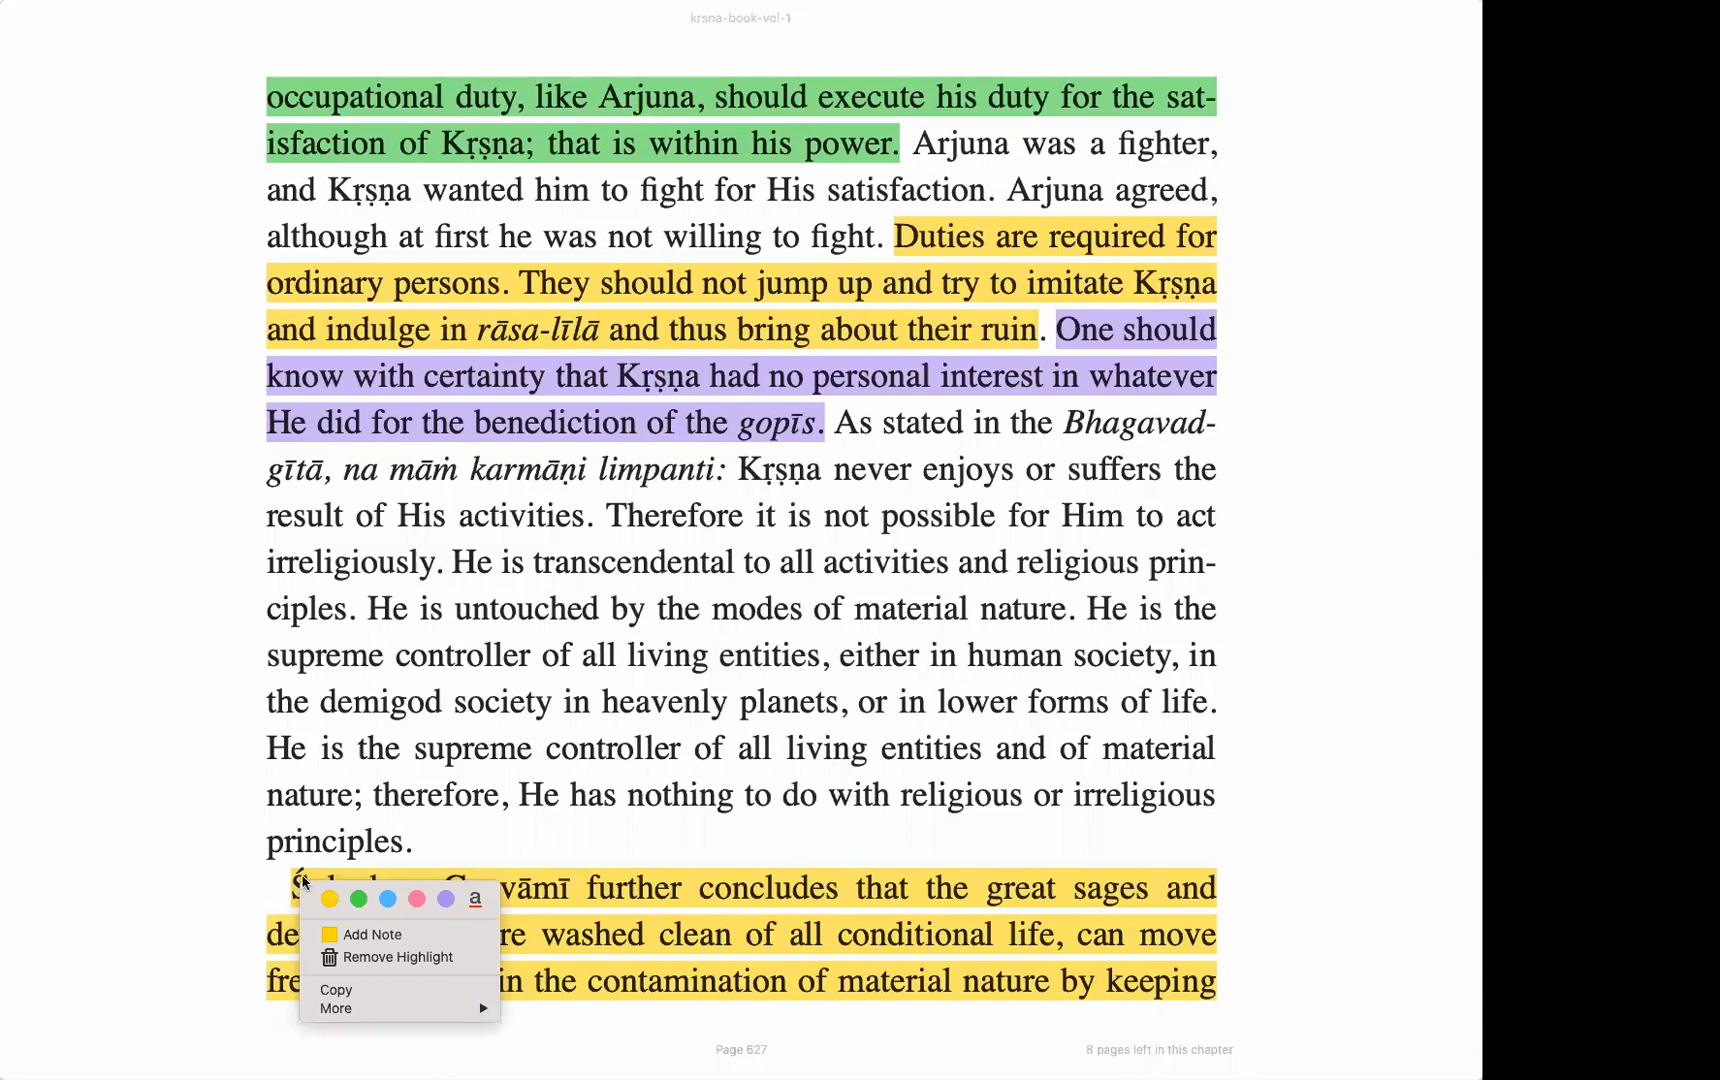 krsna-book-vol-1
occupational duty, like Arjuna, should execute his duty for the sat-
isfaction of Kṛṣṇa; that is within his power. Arjuna was a fighter,
and Kṛṣṇa wanted him to fight for His satisfaction. Arjuna agreed,
although at first he was not willing to fight. Duties are required for
ordinary persons. They should not jump up and try to imitate Kṛṣṇa
and indulge in rāsa-līlā and thus bring about their ruin. One should
know with certainty that Kṛṣṇa had no personal interest in whatever
He did for the benediction of the gopīs. As stated in the Bhagavad-
gītā, na māṁ karmāṇi limpanti: Kṛṣṇa never enjoys or suffers the
result of His activities. Therefore it is not possible for Him to act
irreligiously. He is transcendental to all activities and religious prin-
ciples. He is untouched by the modes of material nature. He is the
supreme controller of all living entities, either in human society, in
the demigod society in heavenly planets, or in lower forms of life.
He is the supreme controller of all living entities and of material
nature; therefore, He has nothing to do with religious or irreligious
principles.
further concludes that the great sages and
washed clean of all conditional life, can move
in the contamination of material nature by keeping
a
Add Note
Remove Highlight
Copy
More
Page 627
8 pages left in this chapter